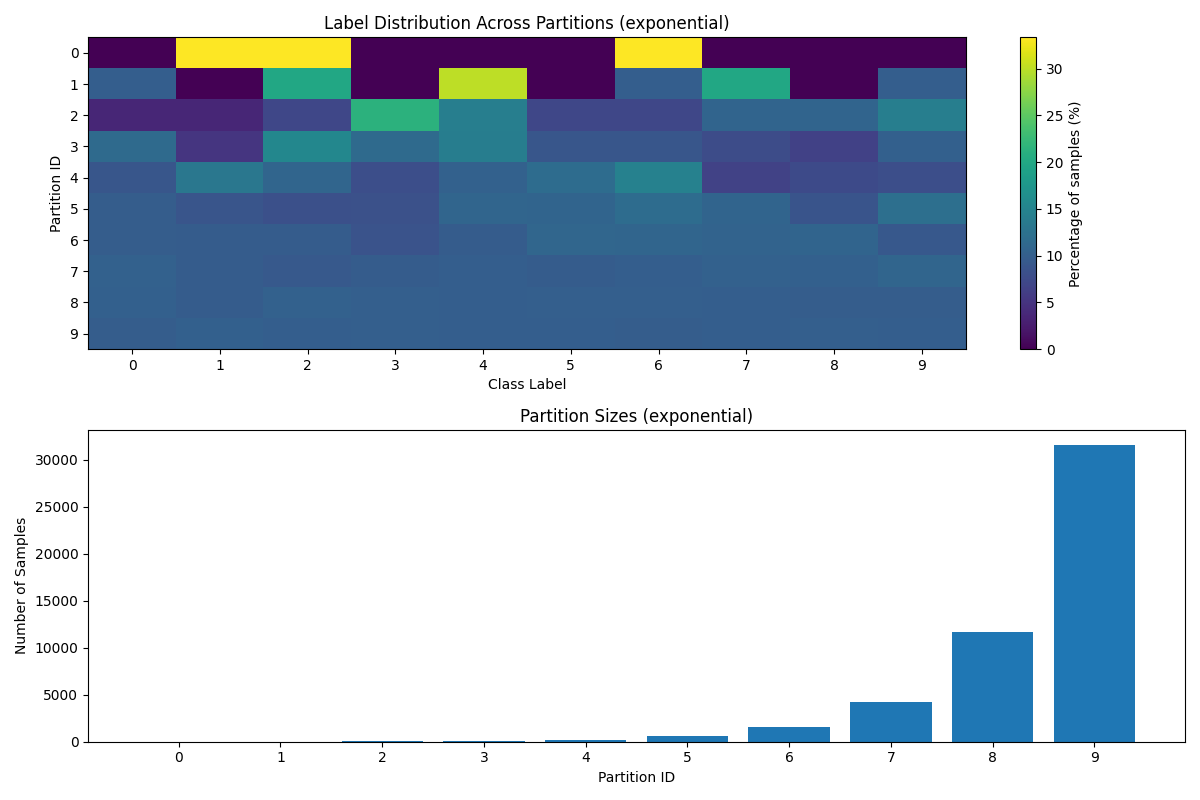 Label Distribution Across Partitions (exponential)
Partition ID
0
1
2
3
4
5
6
7
8
9
0 1 2 3 4 5 6 7 8 9
Class Label
30
25
20
15
10
5
0
Percentage of samples (%)
Partition Sizes (exponential)
Number of Samples
30000
25000
20000
15000
10000
5000
0
0 1 2 3 4 5 6 7 8 9
Partition ID